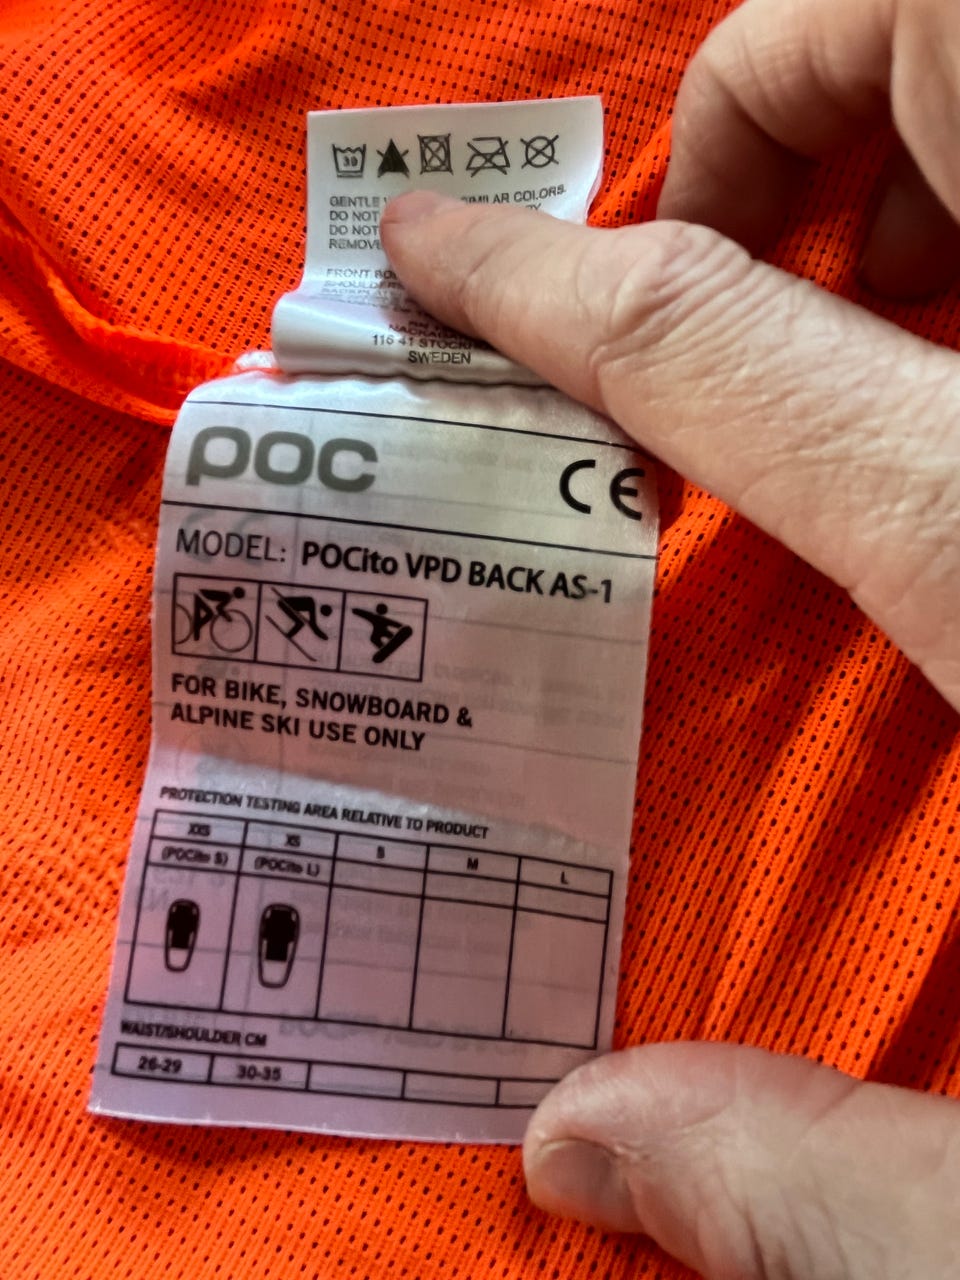 30
GENTLE SIMILAR COLORS.
DO NOT
DO NOT
REMOVE
FRONT
116 41
SWEDEN
POC
CE
MODEL: POCito VPD BACK AS-1
FOR BIKE, SNOWBOARD &
ALPINE SKI USE ONLY
PROTECTION TESTING AREA RELATIVE TO PRODUCT
XXS XS S M L
(POCito S) (POCito L)
WAIST/SHOULDER CM
26-29 30-35